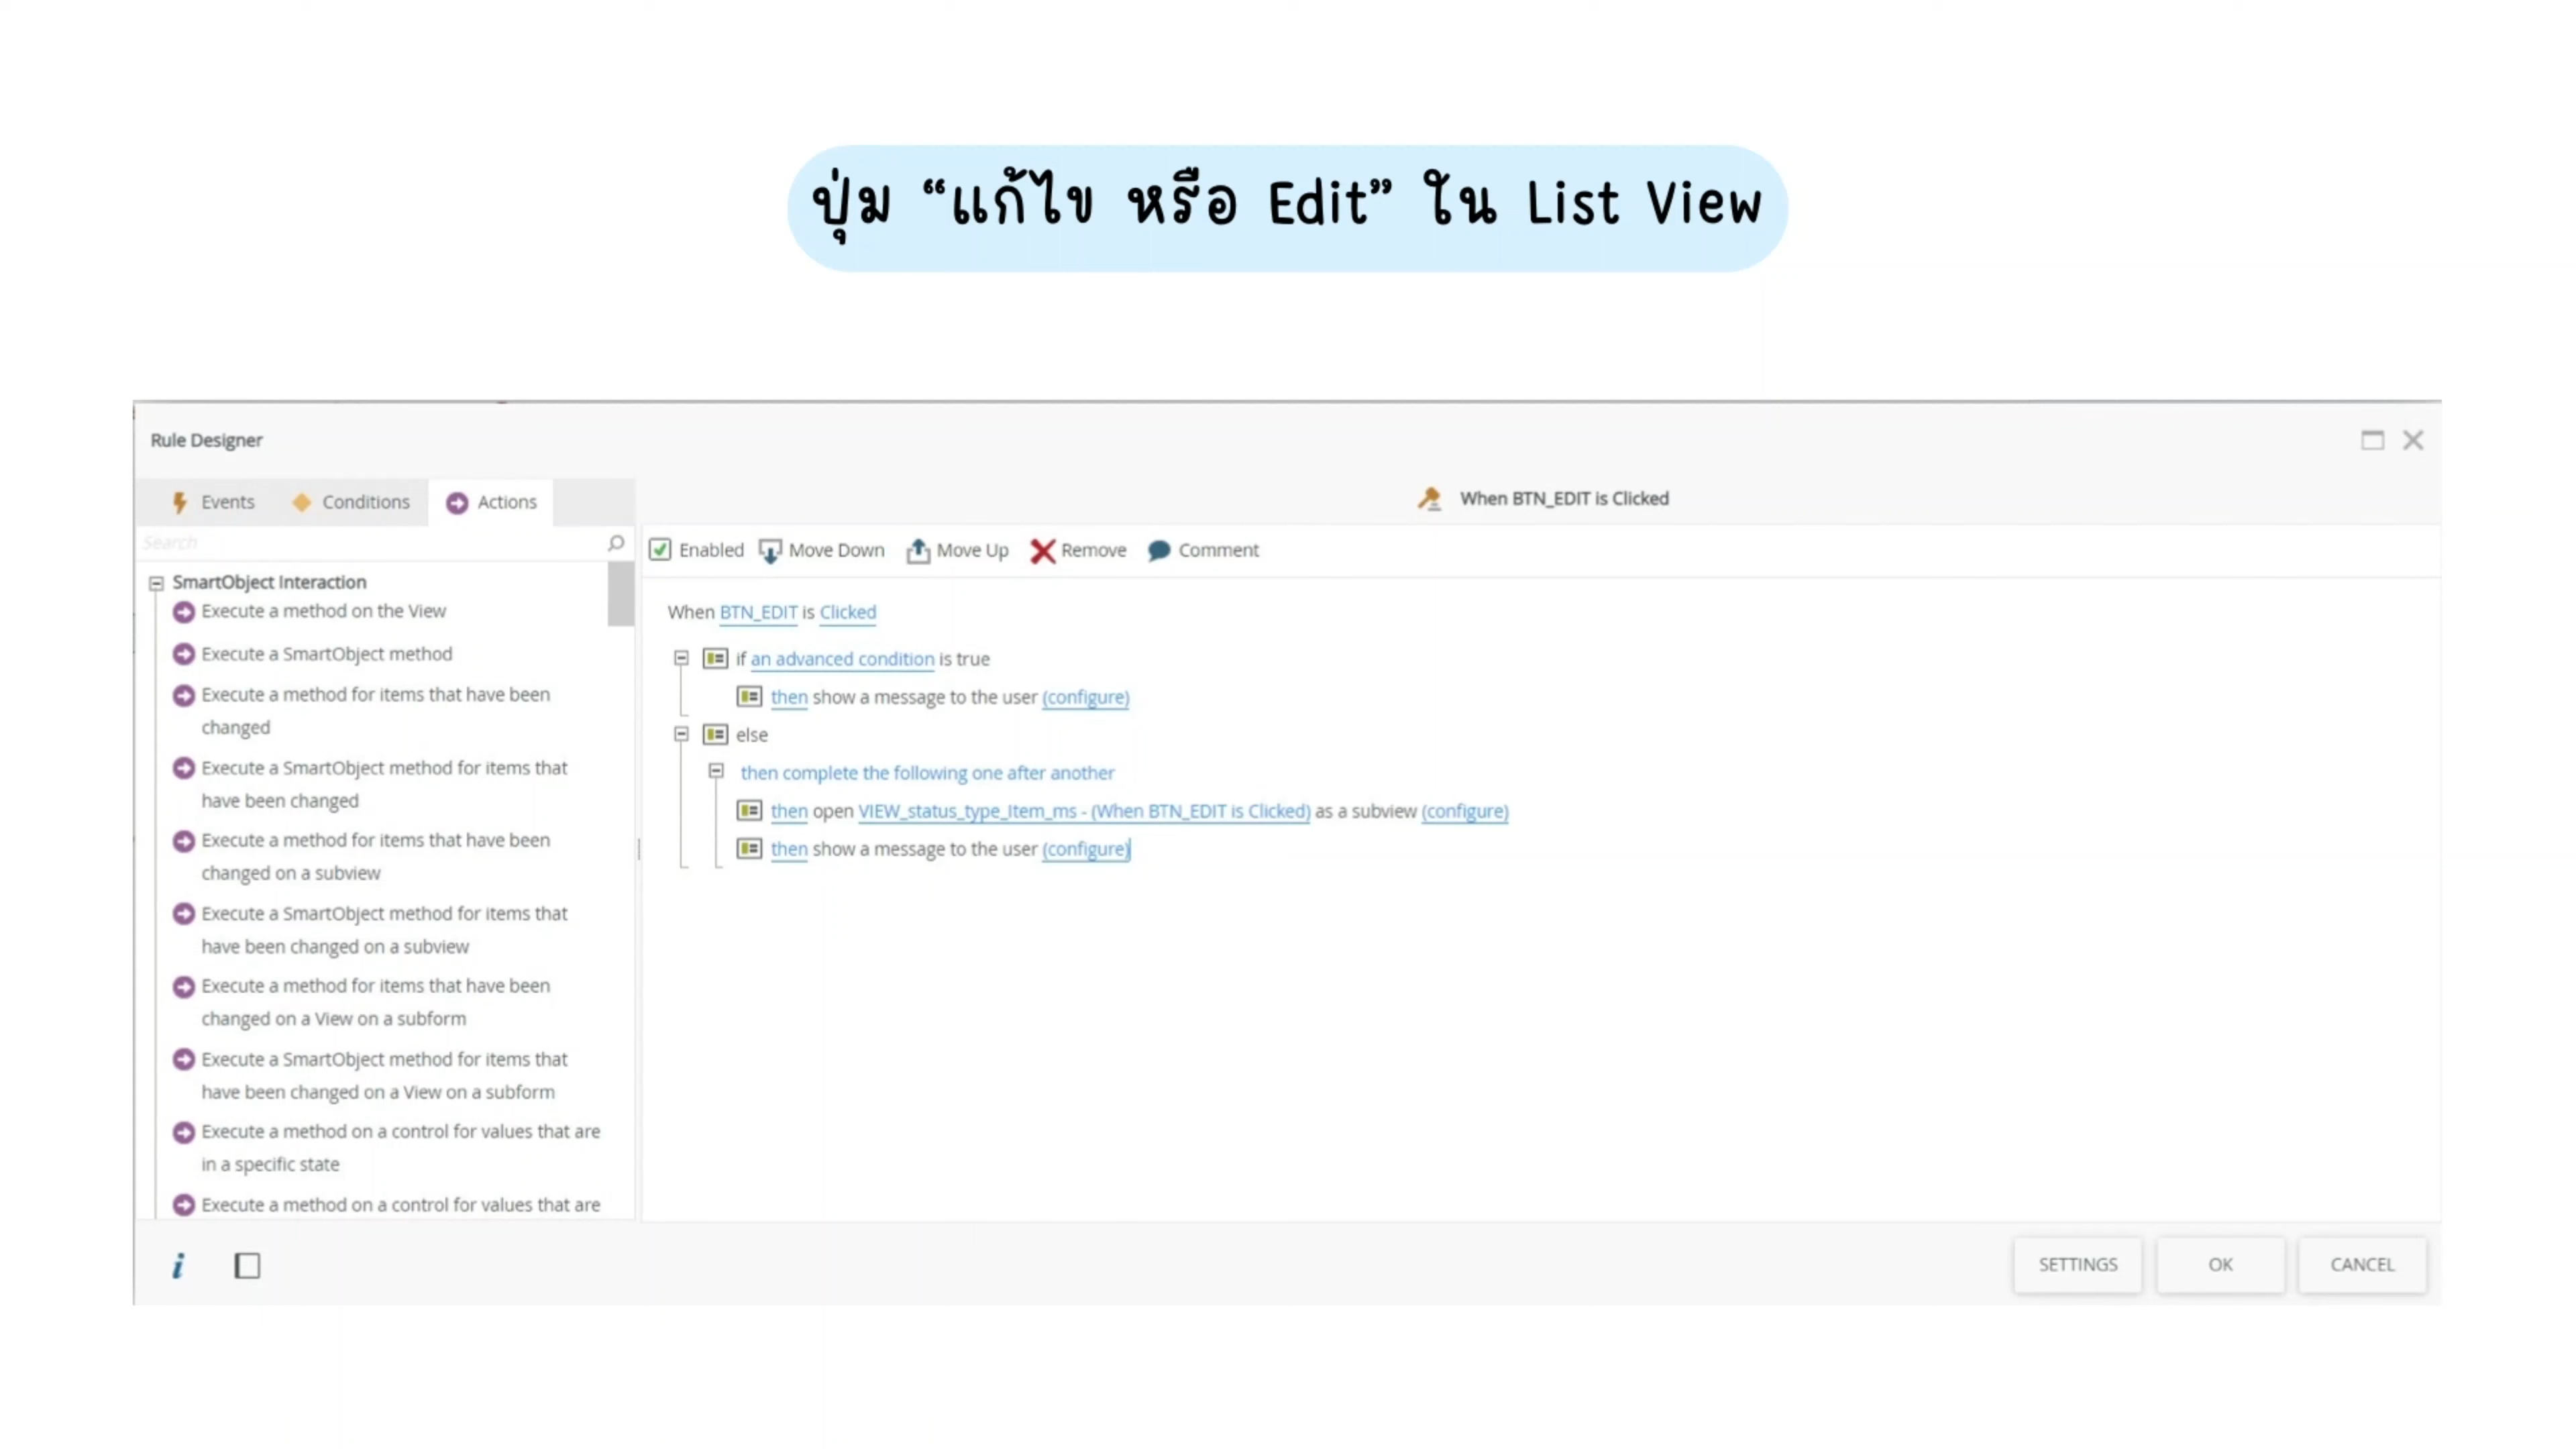 ปุ่ม “แก้ไข หรือ Edit” ใน List View
Rule Designer
Events
Conditions
Actions
When BTN_EDIT is Clicked
Search
Enabled
Move Down
Move Up
Remove
Comment
SmartObject Interaction
Execute a method on the View
Execute a SmartObject method
Execute a method for items that have been
changed
Execute a SmartObject method for items that
have been changed
Execute a method for items that have been
changed on a subview
Execute a SmartObject method for items that
have been changed on a subview
Execute a method for items that have been
changed on a View on a subform
Execute a SmartObject method for items that
have been changed on a View on a subform
Execute a method on a control for values that are
in a specific state
Execute a method on a control for values that are
When BTN_EDIT is Clicked
if an advanced condition is true
then show a message to the user (configure)
else
then complete the following one after another
then open VIEW_status_type_Item_ms - (When BTN_EDIT is Clicked) as a subview (configure)
then show a message to the user (configure)
SETTINGS
OK
CANCEL